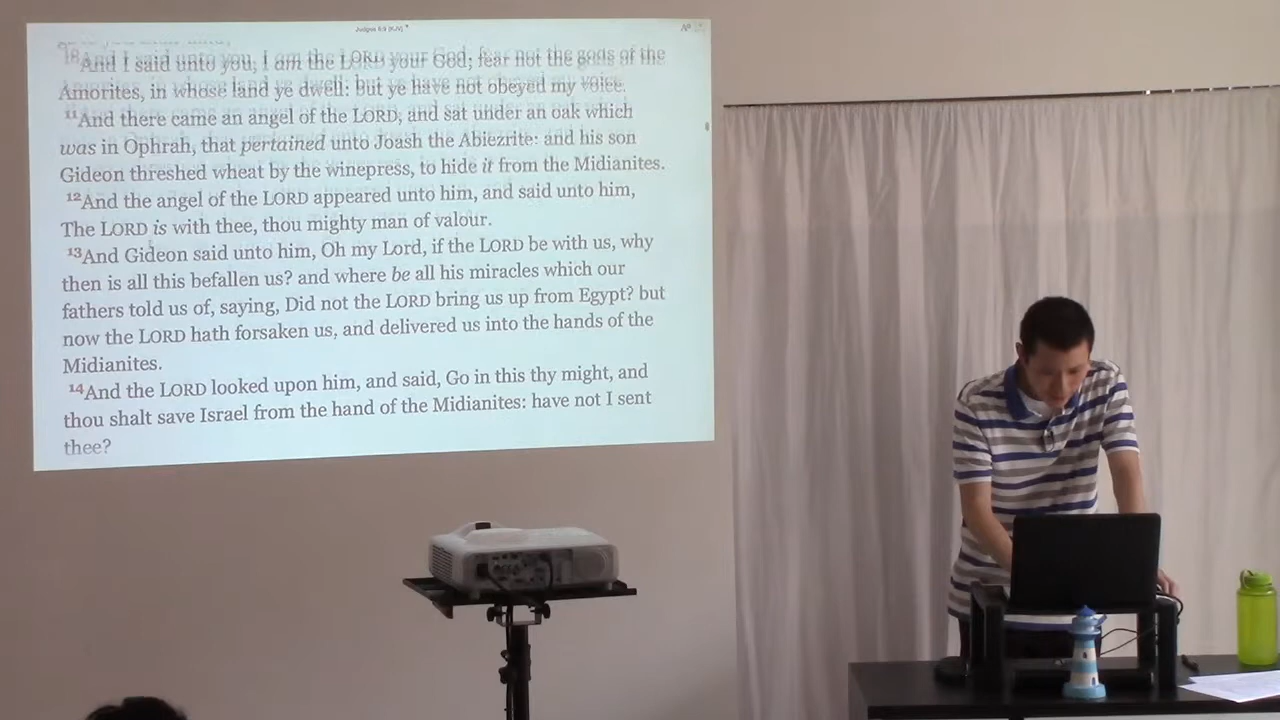 Judges 6:9 (KJV)
And I said unto you, I am the LORD your God; fear not the gods of the
Amorites, in whose land ye dwell: but ye have not obeyed my voice.
11And there came an angel of the LORD, and sat under an oak which
was in Ophrah, that pertained unto Joash the Abiezrite: and his son
Gideon threshed wheat by the winepress, to hide it from the Midianites.
12And the angel of the LORD appeared unto him, and said unto him,
The LORD is with thee, thou mighty man of valour.
13And Gideon said unto him, Oh my Lord, if the LORD be with us, why
then is all this befallen us? and where be all his miracles which our
fathers told us of, saying, Did not the LORD bring us up from Egypt? but
now the LORD hath forsaken us, and delivered us into the hands of the
Midianites.
14And the LORD looked upon him, and said, Go in this thy might, and
thou shalt save Israel from the hand of the Midianites: have not I sent
thee?